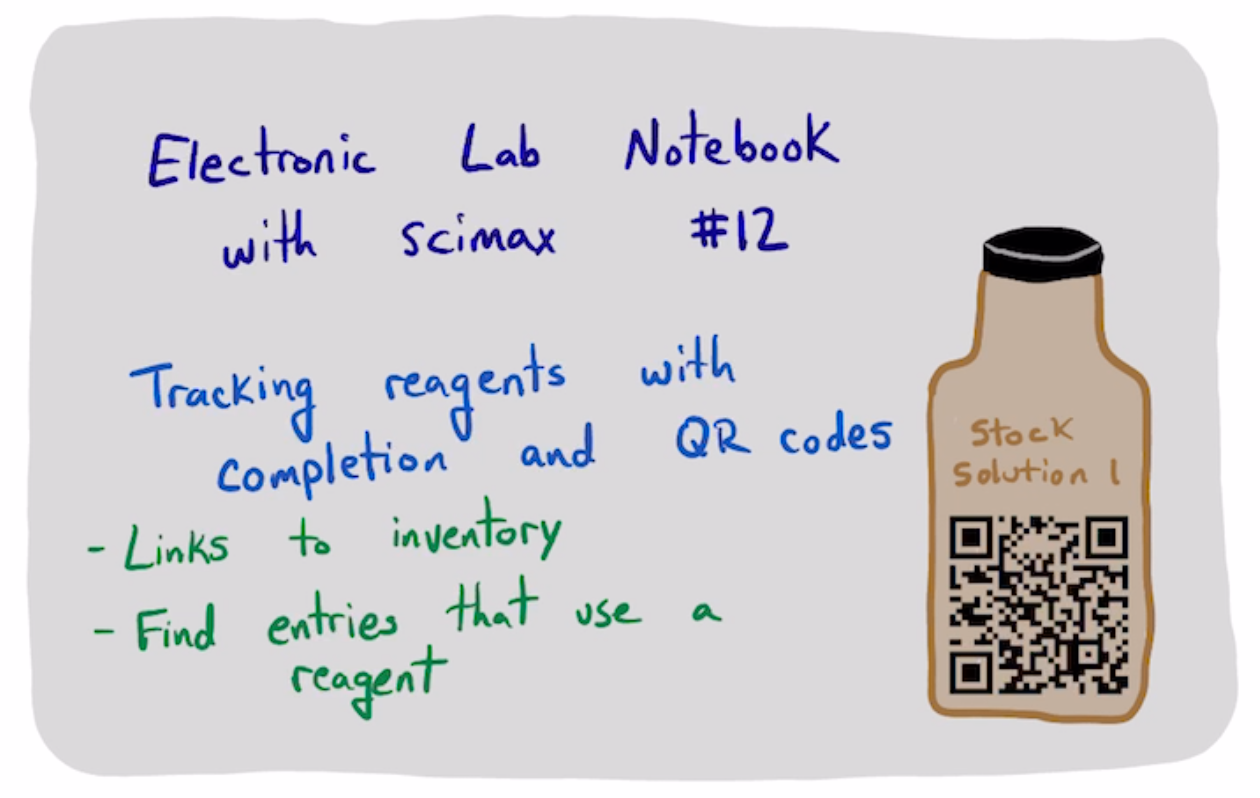 Electronic Lab Notebook
with scimax #12
Tracking reagents with
completion and QR codes
- Links to inventory
- Find entries that use a
reagent
Stock
Solution 1